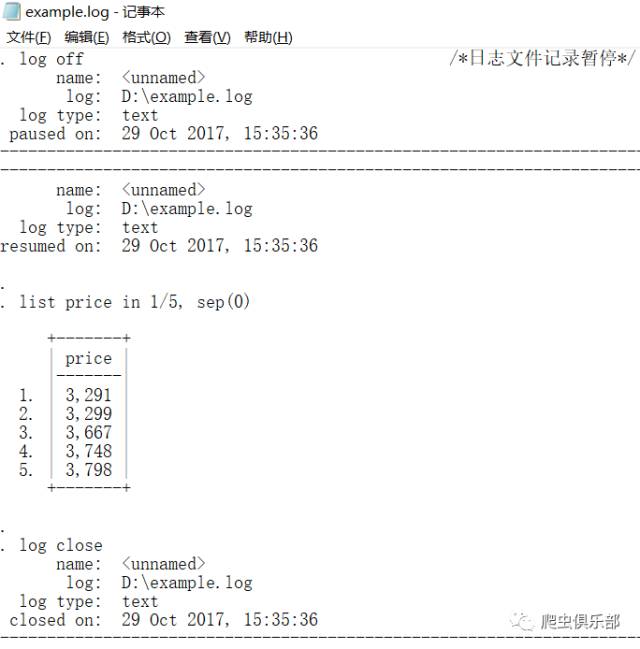 example.log - 记事本
文件(F) 编辑(E) 格式(O) 查看(V) 帮助(H)
. log off /*日志文件记录暂停*/
name: <unnamed>
log: D:\example.log
log type: text
paused on: 29 Oct 2017, 15:35:36
--------------------------------------------------------------------------------
--------------------------------------------------------------------------------
name: <unnamed>
log: D:\example.log
log type: text
resumed on: 29 Oct 2017, 15:35:36
.
. list price in 1/5, sep(0)
+-------+
| price |
|-------|
1. | 3,291 |
2. | 3,299 |
3. | 3,667 |
4. | 3,748 |
5. | 3,798 |
+-------+
.
. log close
name: <unnamed>
log: D:\example.log
log type: text
closed on: 29 Oct 2017, 15:35:36
爬虫俱乐部
--------------------------------------------------------------------------------